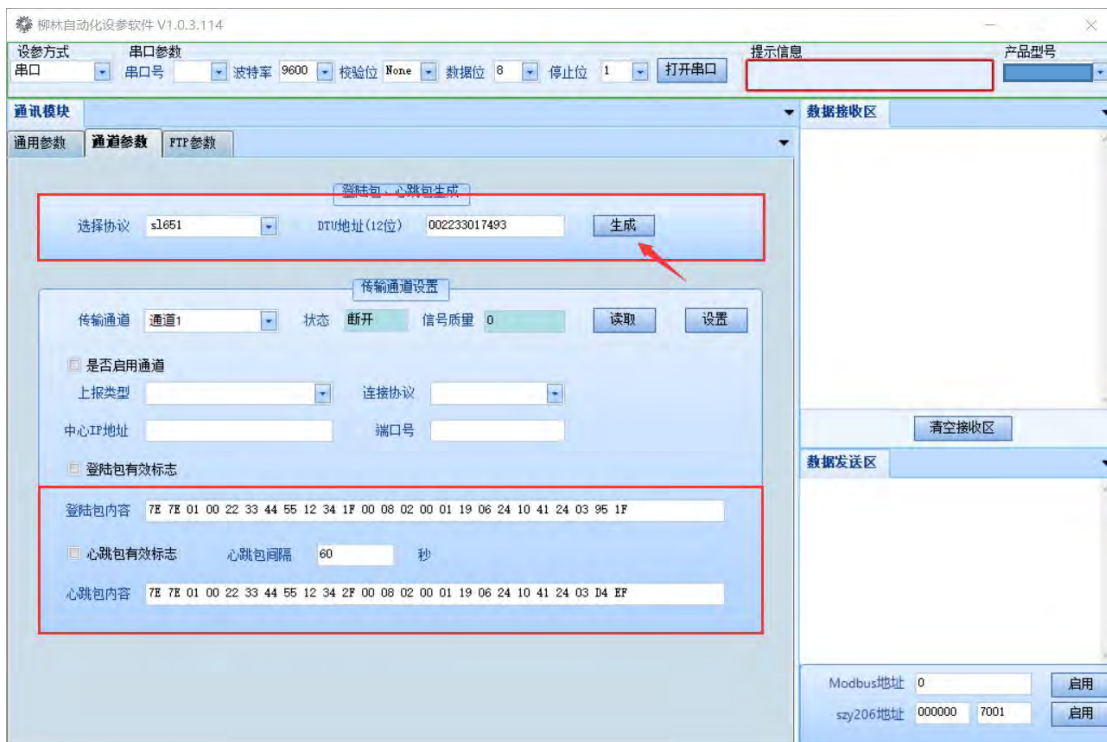 柳林自动化设参软件 V1.0.3.114
设参方式 串口参数 提示信息 产品型号
串口 串口号 波特率 9600 校验位 None 数据位 8 停止位 1 打开串口
通讯模块 数据接收区
通用参数 通道参数 FTP参数
登陆包、心跳包生成
选择协议 sl651 DTU地址(12位) 002233017493 生成
传输通道设置
传输通道 通道1 状态 断开 信号质量 0 读取 设置
是否启用通道
上报类型 连接协议
中心IP地址 端口号 清空接收区
登陆包有效标志 数据发送区
登陆包内容 7E 7E 01 00 22 33 44 55 12 34 1F 00 08 02 00 01 19 06 24 10 41 24 03 95 1F
心跳包有效标志 心跳包间隔 60 秒
心跳包内容 7E 7E 01 00 22 33 44 55 12 34 2F 00 08 02 00 01 19 06 24 10 41 24 03 D4 EF
Modbus地址 0 启用
szy206地址 000000 7001 启用